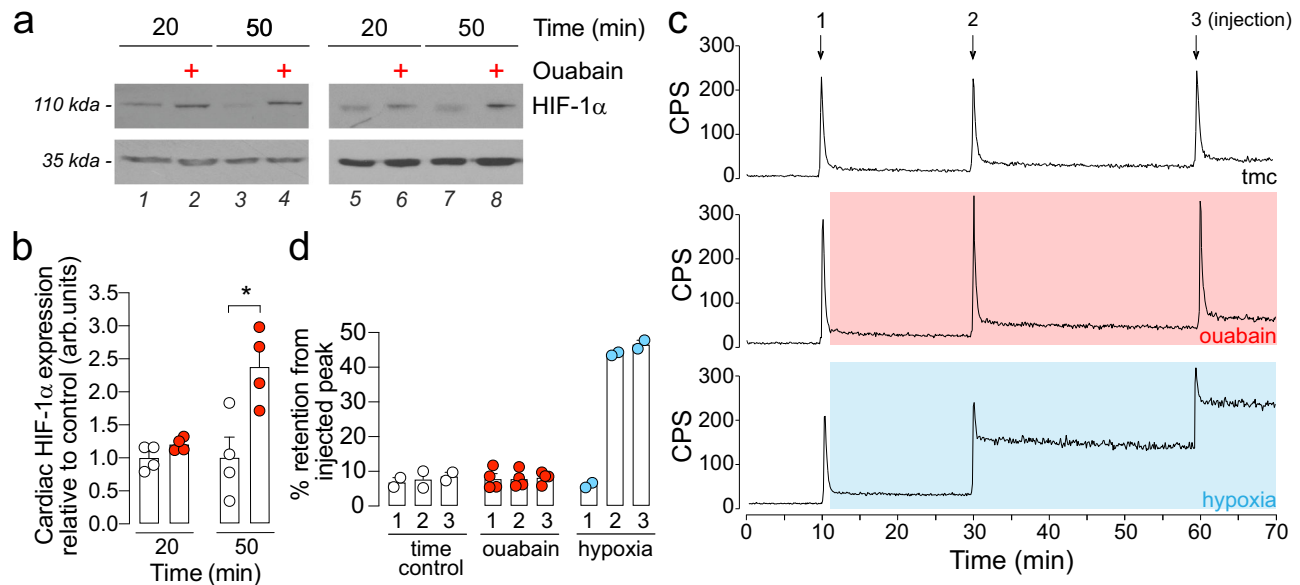 a
20 50 20 50 Time (min)
+ + + + Ouabain
110 kda - HIF-1α
35 kda -
1 2 3 4 5 6 7 8
b
Cardiac HIF-1α expression
relative to control (arb.units)
3.5
3.0
2.5
2.0
1.5
1.0
0.5
0.0
*
20 50
Time (min)
d
% retention from
injected peak
50
40
30
20
10
0
1 2 3 1 2 3 1 2 3
time
control
ouabain
hypoxia
c
1 2 3 (injection)
CPS
300
200
100
0
tmc
CPS
300
200
100
0
ouabain
CPS
300
200
100
0
hypoxia
0 10 20 30 40 50 60 70
Time (min)